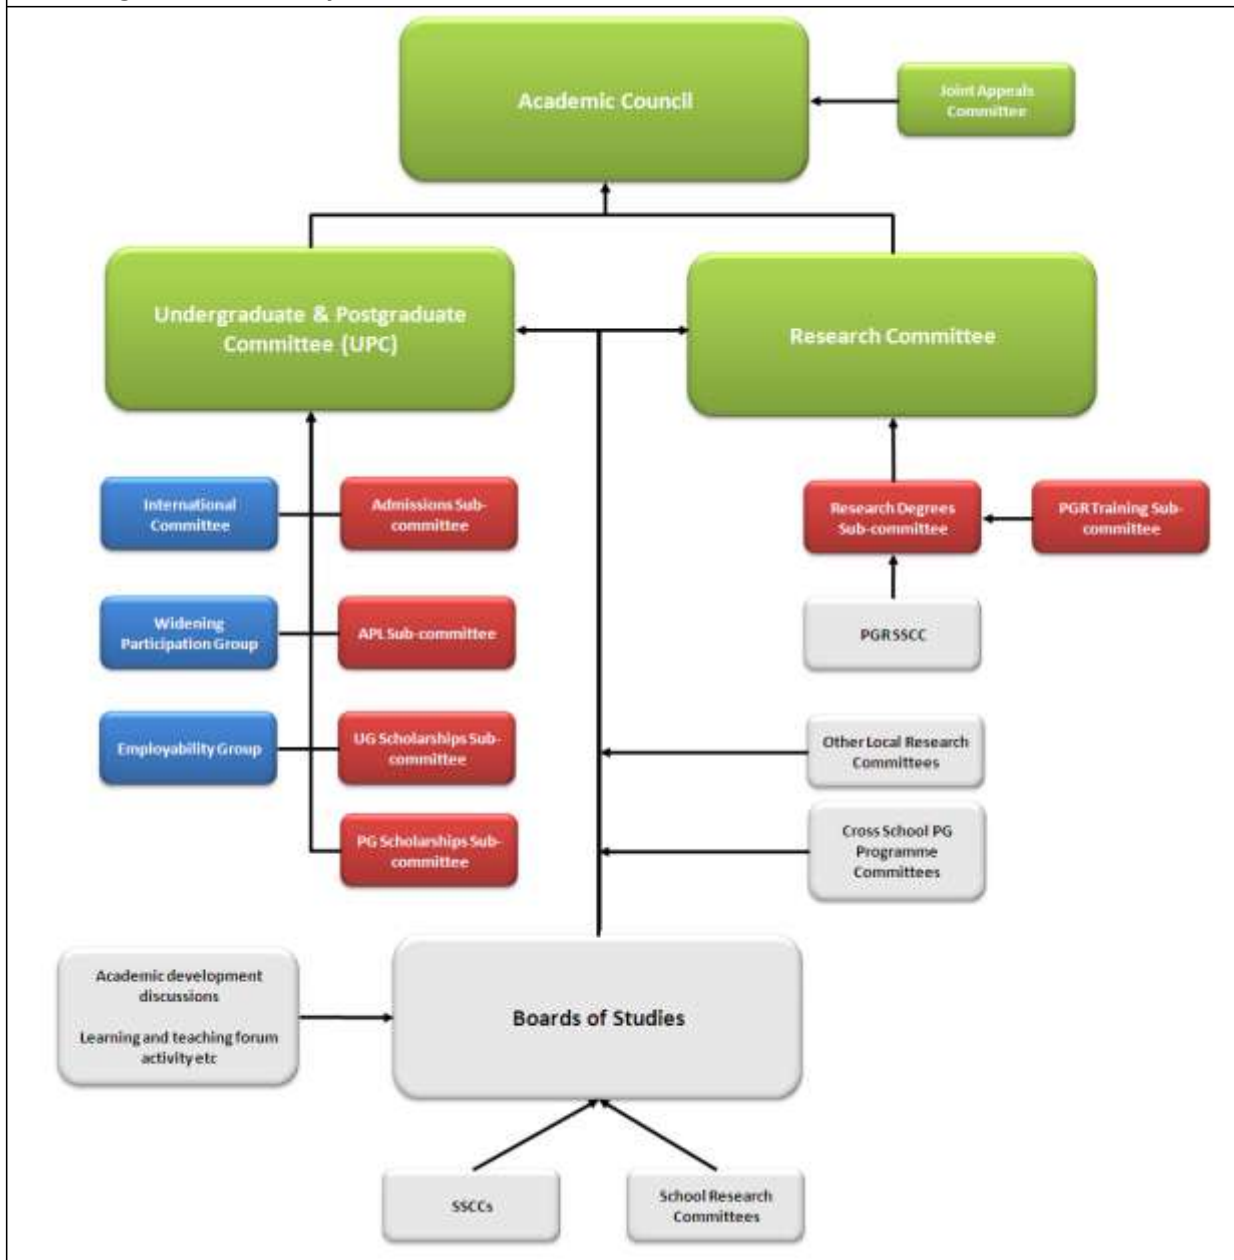 Academic Council
Joint Appeals
Committee
Undergraduate & Postgraduate
Committee (UPC)
Research Committee
International
Committee
Admissions Sub-
committee
Research Degrees
Sub-committee
PGR Training Sub-
committee
Widening
Participation Group
APL Sub-committee
PGR SSCC
Employability Group
UG Scholarships Sub-
committee
Other Local Research
Committees
PG Scholarships Sub-
committee
Cross School PG
Programme
Committees
Academic development
discussions
Learning and teaching forum
activity etc
Boards of Studies
SSCCs
School Research
Committees